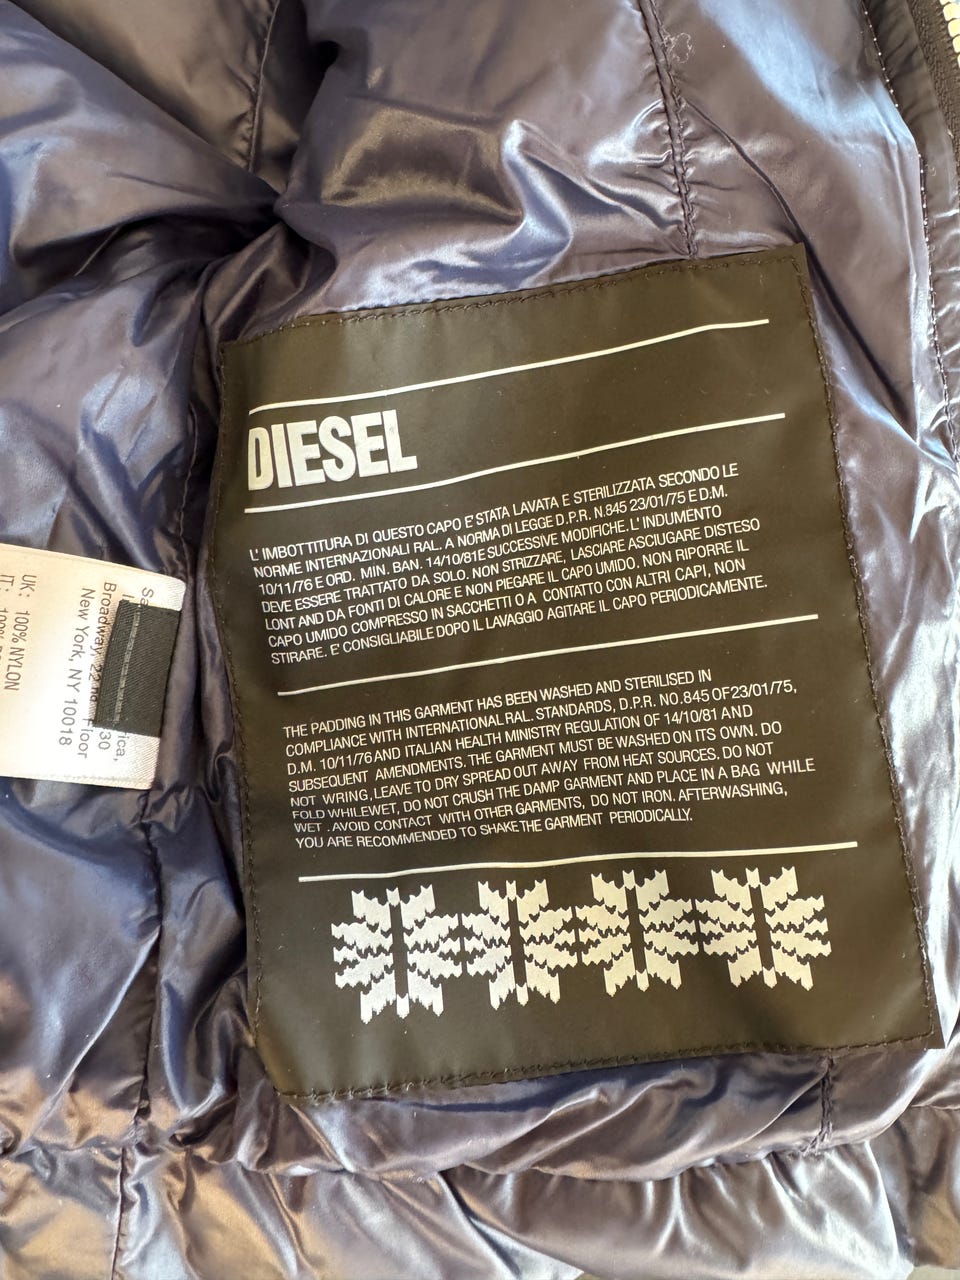 DIESEL
L' IMBOTTITURA DI QUESTO CAPO E' STATA LAVATA E STERILIZZATA SECONDO LE
NORME INTERNAZIONALI RAL. A NORMA DI LEGGE D.P.R. N.845 23/01/75 E D.M.
10/11/76 E ORD. MIN. BAN. 14/10/81E SUCCESSIVE MODIFICHE. L' INDUMENTO
DEVE ESSERE TRATTATO DA SOLO. NON STRIZZARE, LASCIARE ASCIUGARE DISTESO
LONT AND DA FONTI DI CALORE E NON PIEGARE IL CAPO UMIDO. NON RIPORRE IL
CAPO UMIDO COMPRESSO IN SACCHETTI O A CONTATTO CON ALTRI CAPI, NON
STIRARE. E' CONSIGLIABILE DOPO IL LAVAGGIO AGITARE IL CAPO PERIODICAMENTE.
THE PADDING IN THIS GARMENT HAS BEEN WASHED AND STERILISED IN
COMPLIANCE WITH INTERNATIONAL RAL. STANDARDS, D.P.R. NO.845 OF 23/01/75,
D.M. 10/11/76 AND ITALIAN HEALTH MINISTRY REGULATION OF 14/10/81 AND
SUBSEQUENT AMENDMENTS. THE GARMENT MUST BE WASHED ON ITS OWN. DO
NOT WRING, LEAVE TO DRY SPREAD OUT AWAY FROM HEAT SOURCES. DO NOT
FOLD WHILE WET, DO NOT CRUSH THE DAMP GARMENT AND PLACE IN A BAG WHILE
WET . AVOID CONTACT WITH OTHER GARMENTS, DO NOT IRON. AFTERWASHING,
YOU ARE RECOMMENDED TO SHAKE THE GARMENT PERIODICALLY.
Broadway, 22 Floor
New York, NY 10018
UK: 100% NYLON
IT: 100%